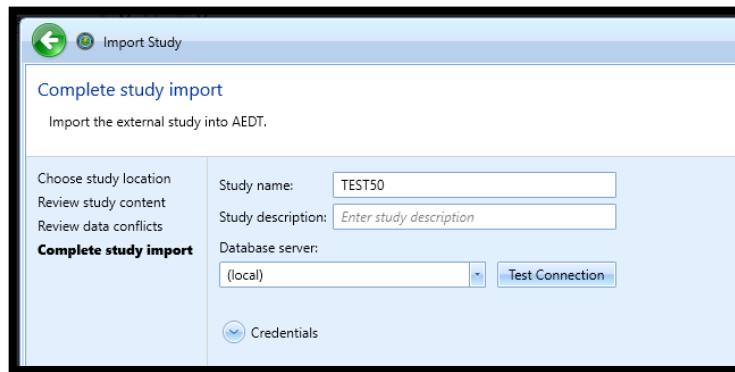 Import Study
Complete study import
Import the external study into AEDT.
Choose study location
Review study content
Review data conflicts
Complete study import
Study name: TEST50
Study description: Enter study description
Database server:
(local) Test Connection
Credentials